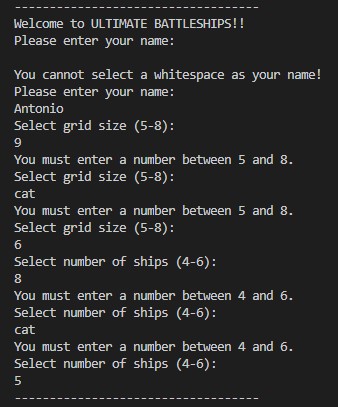 -----------------------------------
Welcome to ULTIMATE BATTLESHIPS!!
Please enter your name:

You cannot select a whitespace as your name!
Please enter your name:
Antonio
Select grid size (5-8):
9
You must enter a number between 5 and 8.
Select grid size (5-8):
cat
You must enter a number between 5 and 8.
Select grid size (5-8):
6
Select number of ships (4-6):
8
You must enter a number between 4 and 6.
Select number of ships (4-6):
cat
You must enter a number between 4 and 6.
Select number of ships (4-6):
5
-----------------------------------